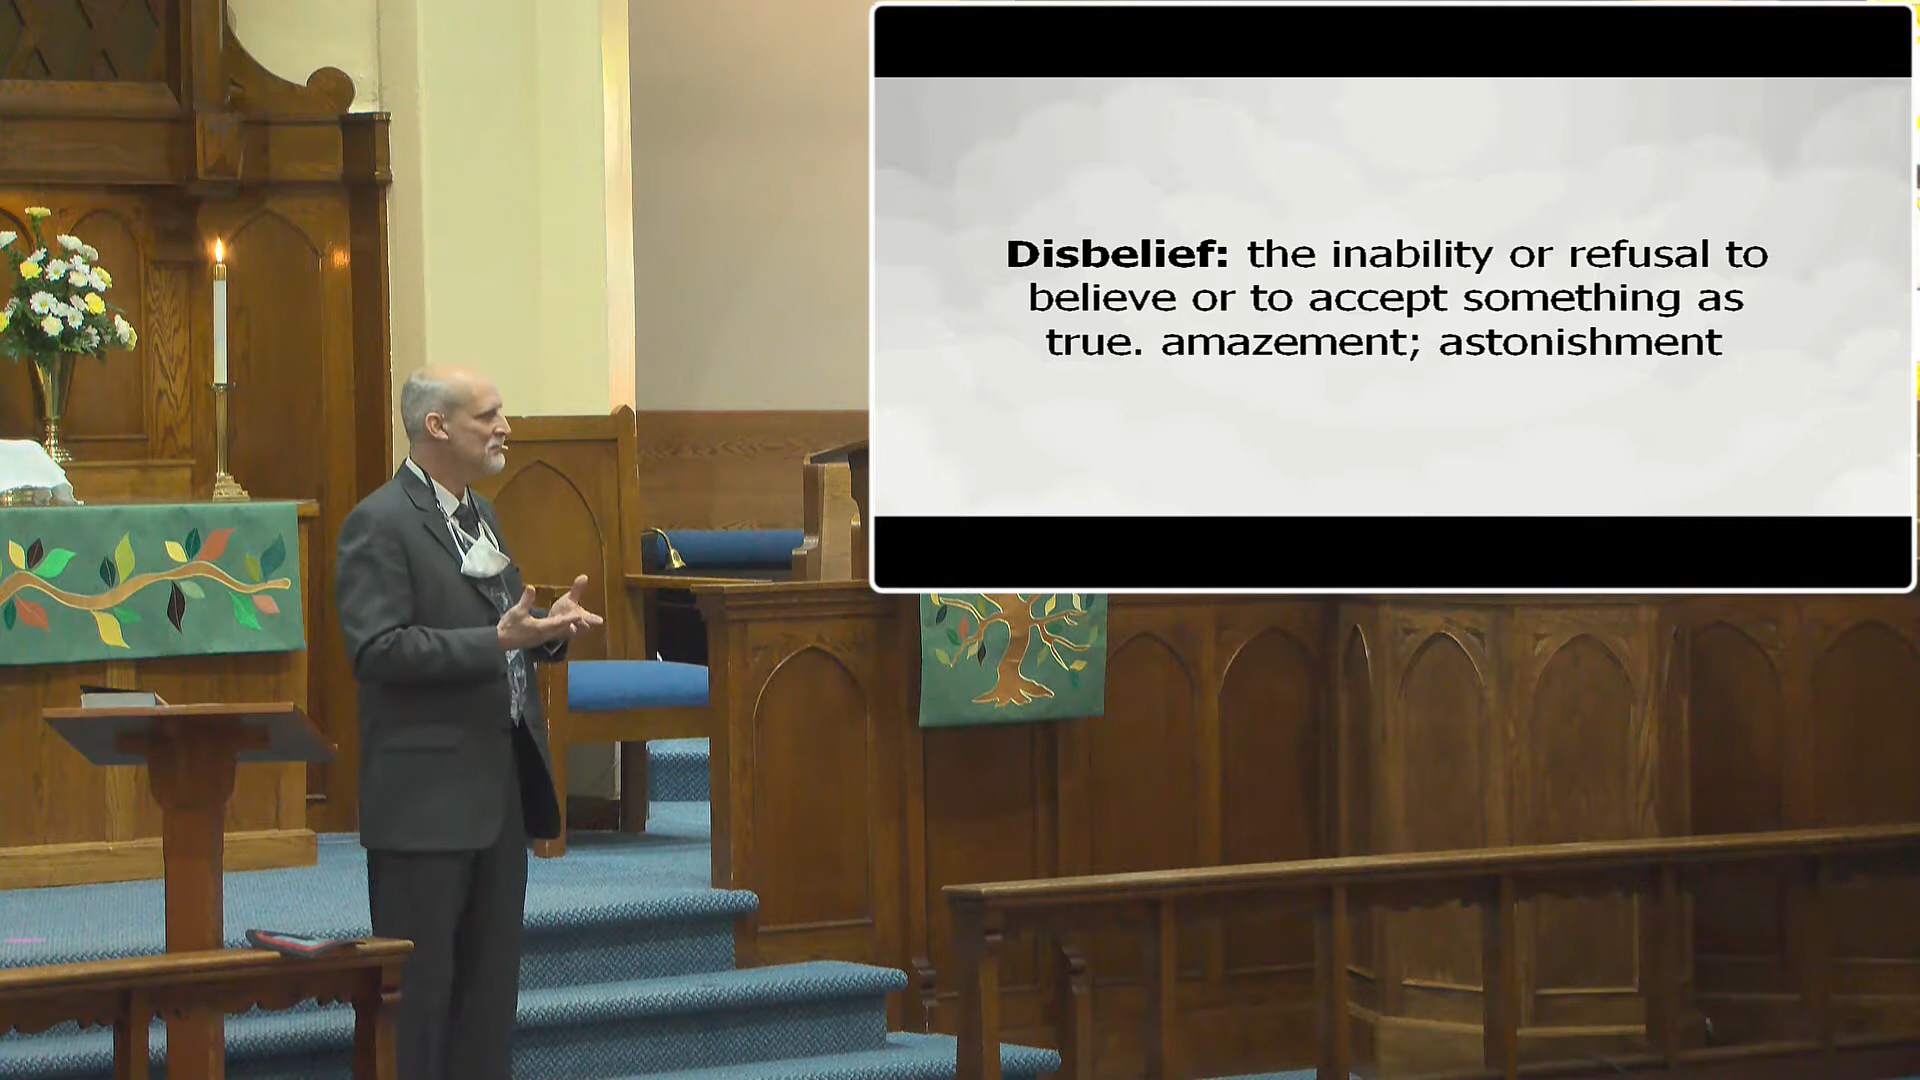 Disbelief: the inability or refusal to
believe or to accept something as
true. amazement; astonishment